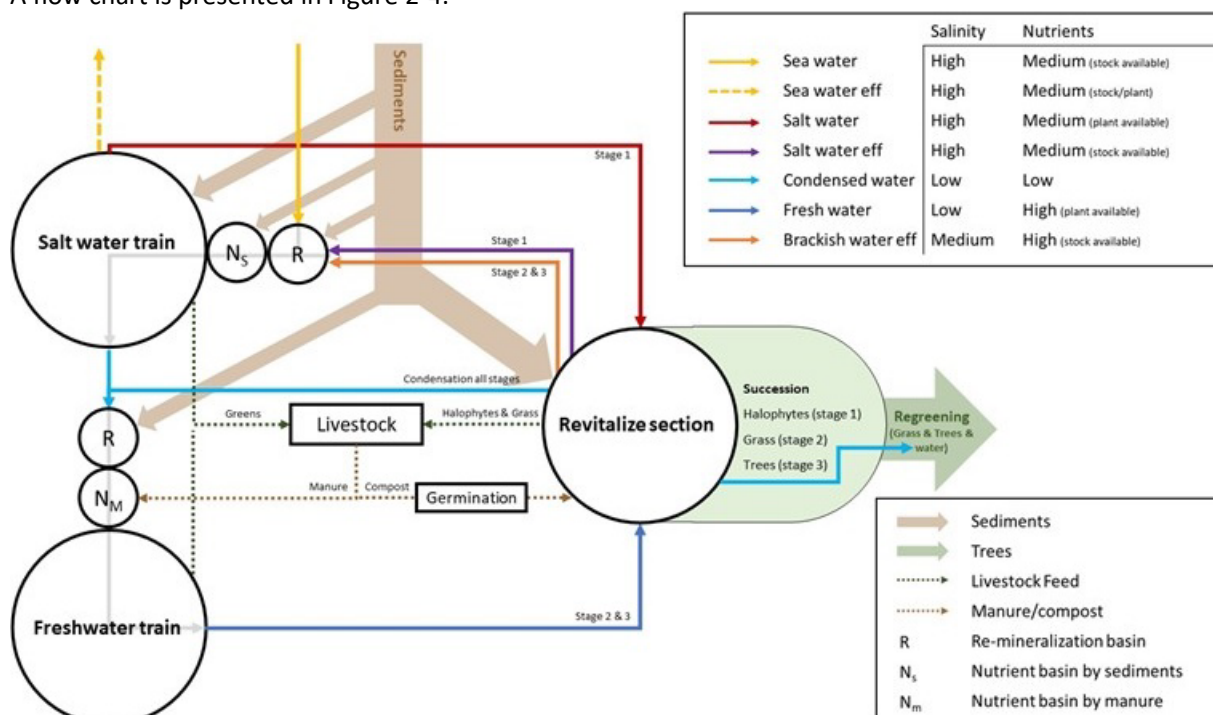 A flow chart is presented in Figure 2-4.
Salinity Nutrients
Sea water High Medium (stock available)
Sea water eff High Medium (stock/plant)
Salt water High Medium (plant available)
Salt water eff High Medium (stock available)
Condensed water Low Low
Fresh water Low High (plant available)
Brackish water eff Medium High (stock available)
Sediments
Stage 1
Salt water train
NS
R
Stage 1
Stage 2 & 3
Condensation all stages
Greens
Livestock
Halophytes & Grass
Revitalize section
Succession
Halophytes (stage 1)
Grass (stage 2)
Trees (stage 3)
Regreening
(Grass & Trees &
water)
R
NM
Manure
Compost
Germination
Freshwater train
Stage 2 & 3
Sediments
Trees
Livestock Feed
Manure/compost
R Re-mineralization basin
Ns Nutrient basin by sediments
Nm Nutrient basin by manure